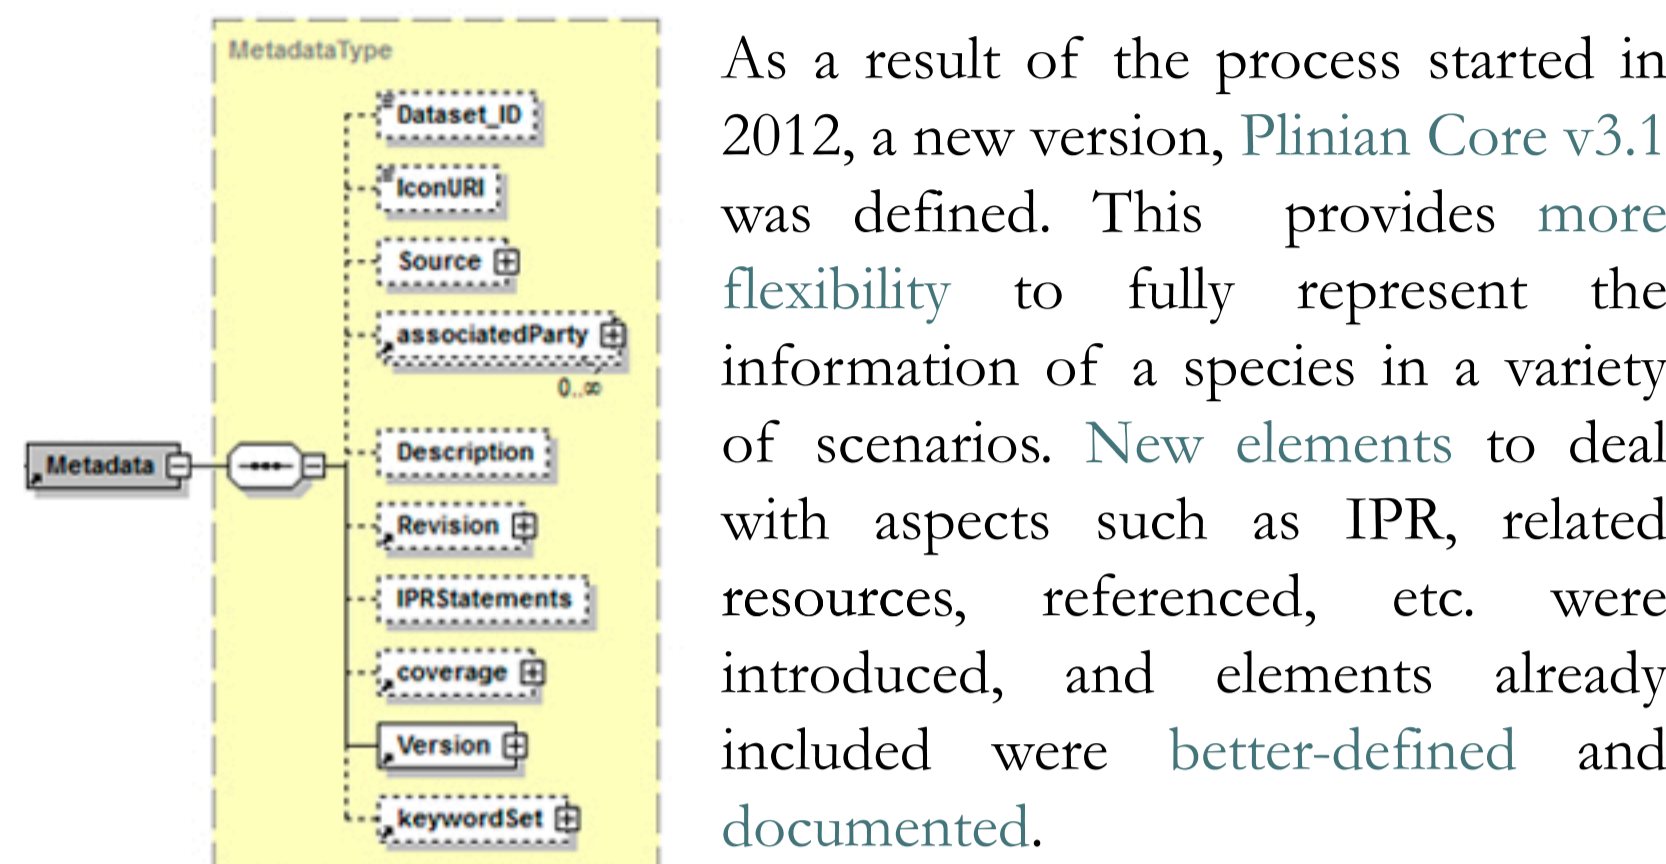 MetadataType
Dataset_ID
IconURI
Source
associatedParty
0..∞
Metadata
Description
Revision
IPRStatements
coverage
Version
keywordSet
As a result of the process started in
2012, a new version, Plinian Core v3.1
was defined. This provides more
flexibility to fully represent the
information of a species in a variety
of scenarios. New elements to deal
with aspects such as IPR, related
resources, referenced, etc. were
introduced, and elements already
included were better-defined and
documented.